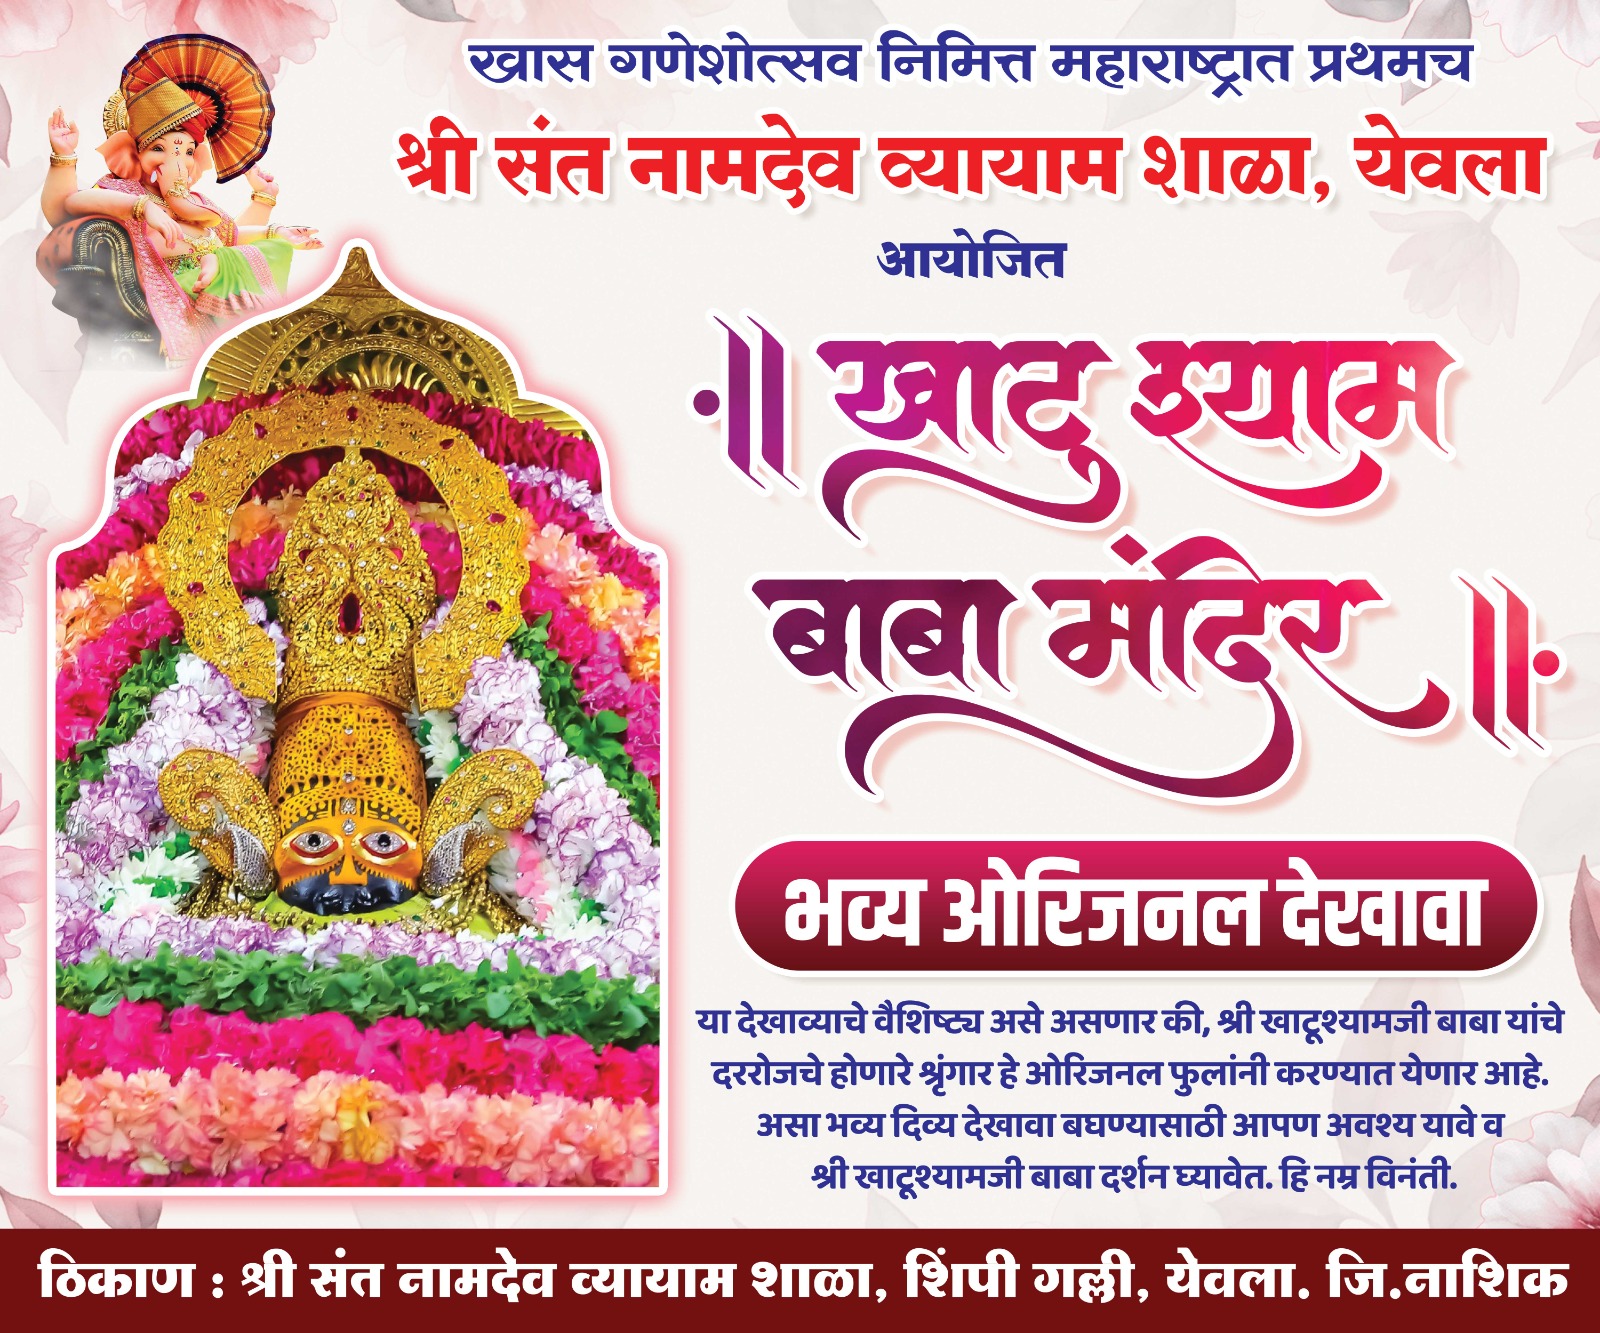 खास गणेशोत्सव निमित्त महाराष्ट्रात प्रथमच
श्री संत नामदेव व्यायाम शाळा, येवला
आयोजित
॥ खाटु श्याम
बाबा मंदिर ॥
भव्य ओरिजनल देखावा
या देखाव्याचे वैशिष्ट्य असे असणार की, श्री खाटूश्यामजी बाबा यांचे
दररोजचे होणारे श्रृंगार हे ओरिजनल फुलांनी करण्यात येणार आहे.
असा भव्य दिव्य देखावा बघण्यासाठी आपण अवश्य यावे व
श्री खाटूश्यामजी बाबा दर्शन घ्यावेत. हि नम्र विनंती.
ठिकाण : श्री संत नामदेव व्यायाम शाळा, शिंपी गल्ली, येवला. जि.नाशिक